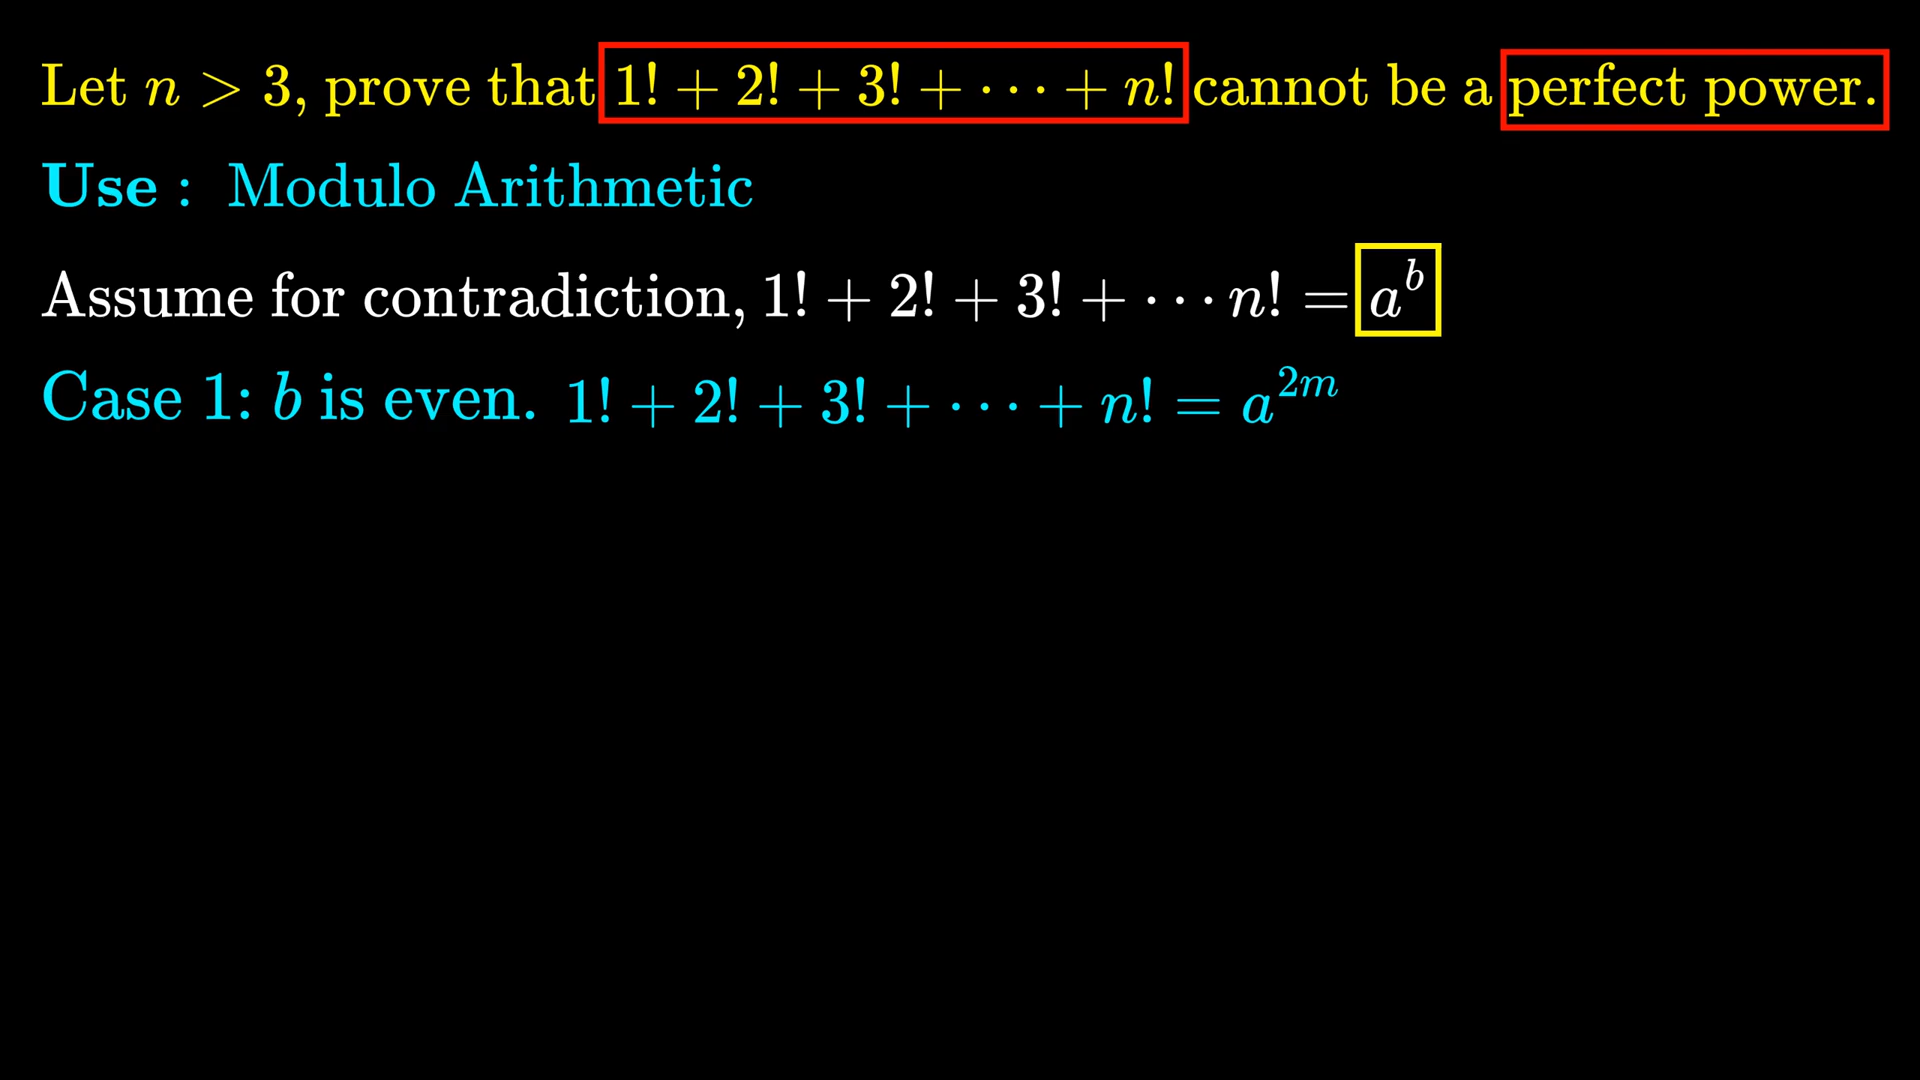 Let n > 3, prove that 1! + 2! + 3! + ⋯ + n! cannot be a perfect power.
Use : Modulo Arithmetic
Assume for contradiction, 1! + 2! + 3! + ⋯ n! = a^b
Case 1: b is even. 1! + 2! + 3! + ⋯ + n! = a^{2m}